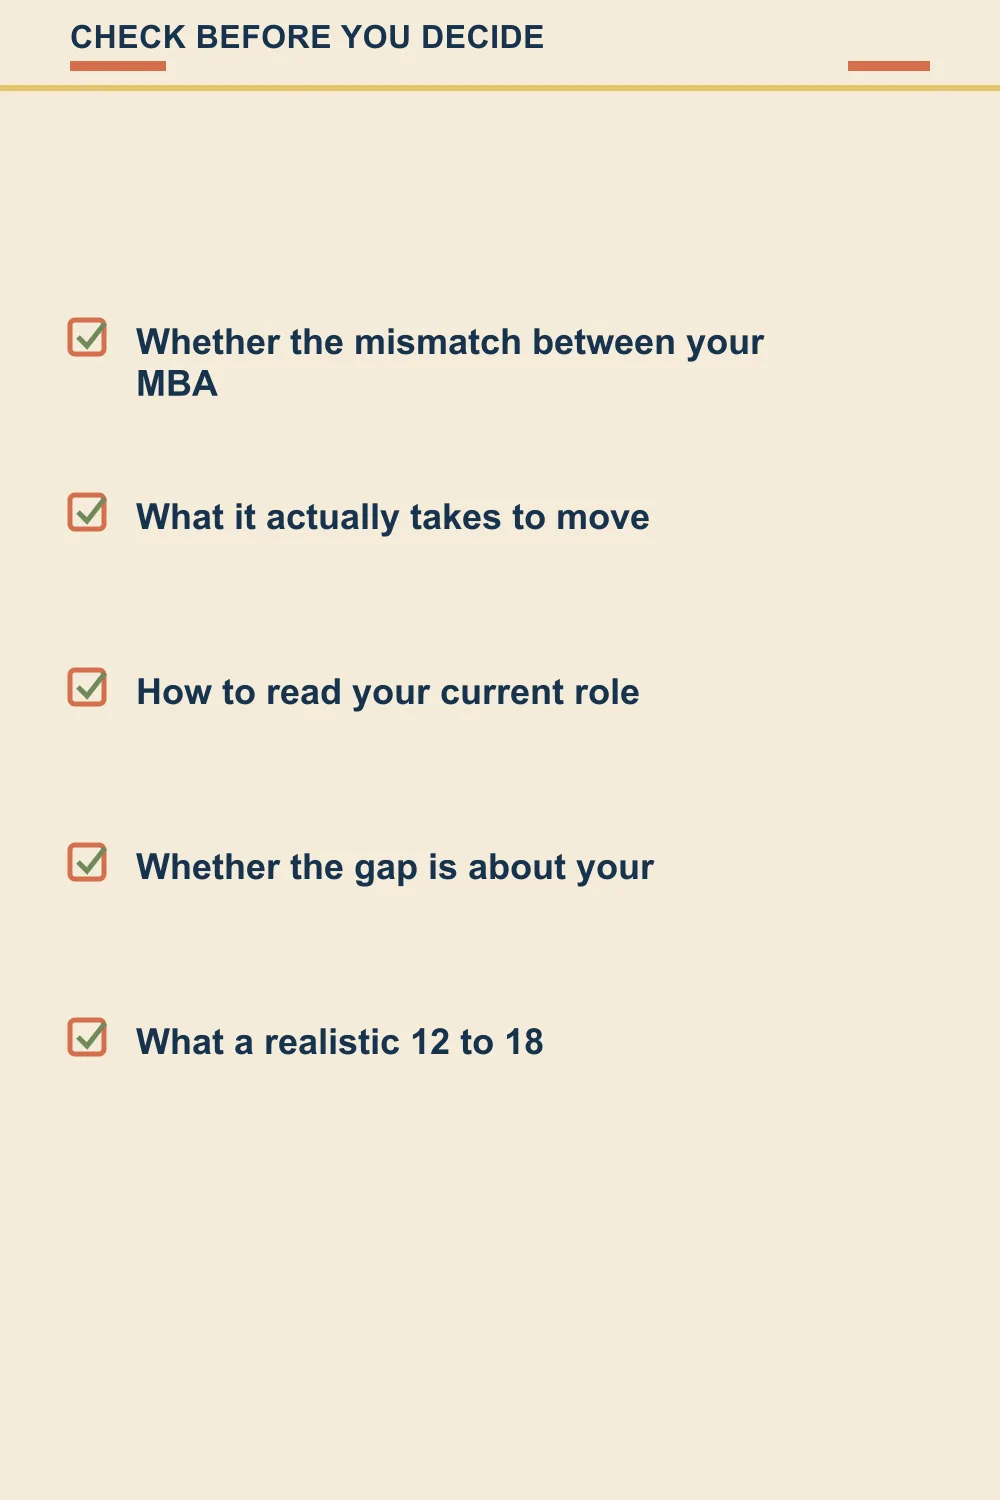 CHECK BEFORE YOU DECIDE
Whether the mismatch between your
MBA
What it actually takes to move
How to read your current role
Whether the gap is about your
What a realistic 12 to 18